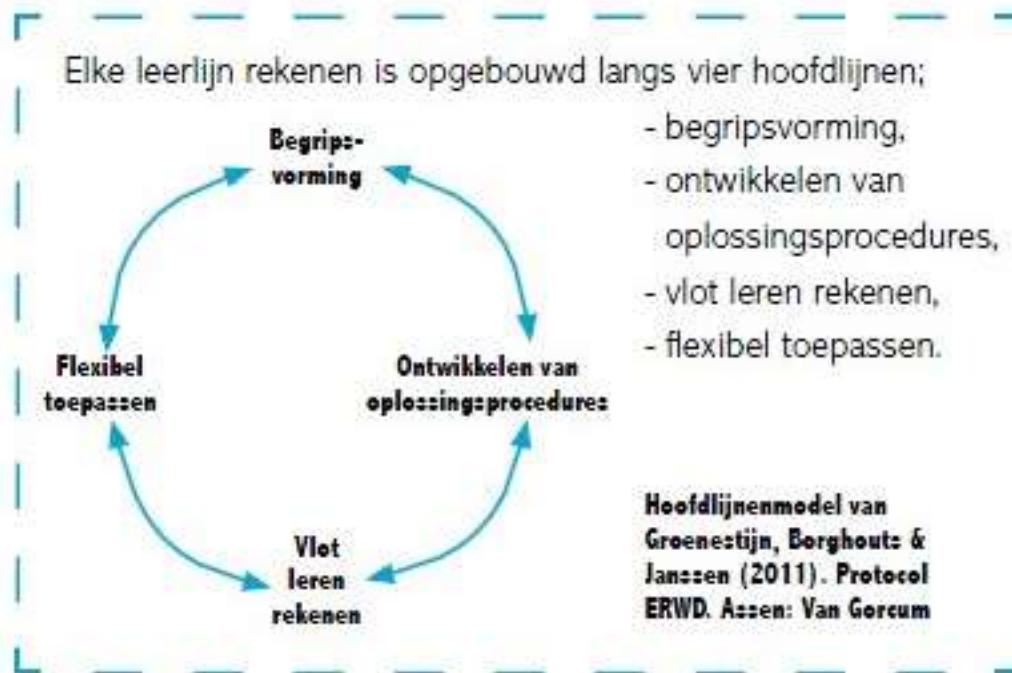 Elke leerlijn rekenen is opgebouwd langs vier hoofdlijnen;
- begripsvorming,
- ontwikkelen van
oplossingsprocedures,
- vlot leren rekenen,
- flexibel toepassen.
Begrips-
vorming
Flexibel
toepassen
Ontwikkelen van
oplossingsprocedures
Vlot
leren
rekenen
Hoofdlijnenmodel van
Groenestijn, Borghouts &
Janssen (2011). Protocol
ERWD. Assen: Van Gorcum